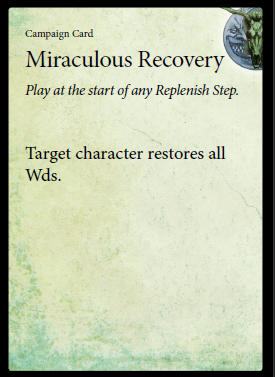 Campaign Card
Miraculous Recovery
Play at the start of any Replenish Step.
Target character restores all
Wds.